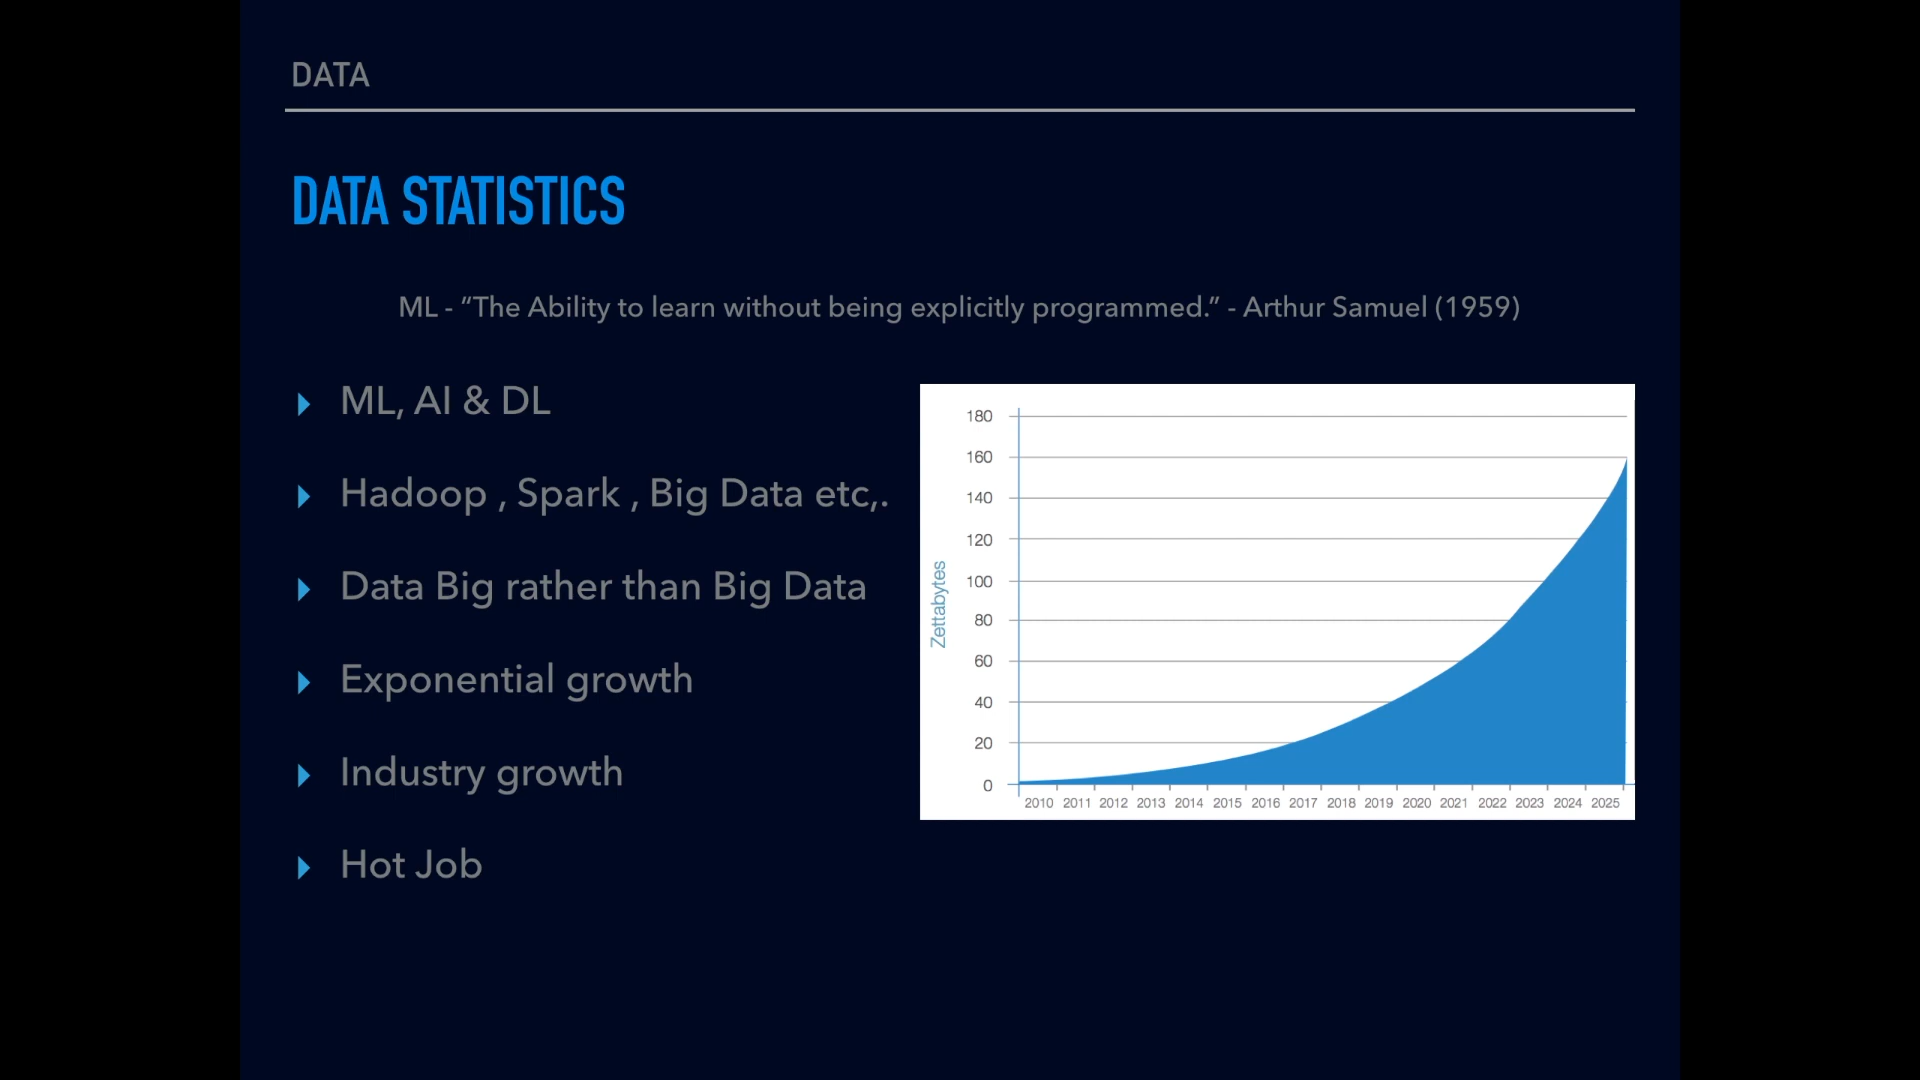 DATA
DATA STATISTICS
ML - “The Ability to learn without being explicitly programmed.” - Arthur Samuel (1959)
ML, AI & DL
Hadoop , Spark , Big Data etc,.
Data Big rather than Big Data
Exponential growth
Industry growth
Hot Job
Zettabytes
180
160
140
120
100
80
60
40
20
0
2010 2011 2012 2013 2014 2015 2016 2017 2018 2019 2020 2021 2022 2023 2024 2025